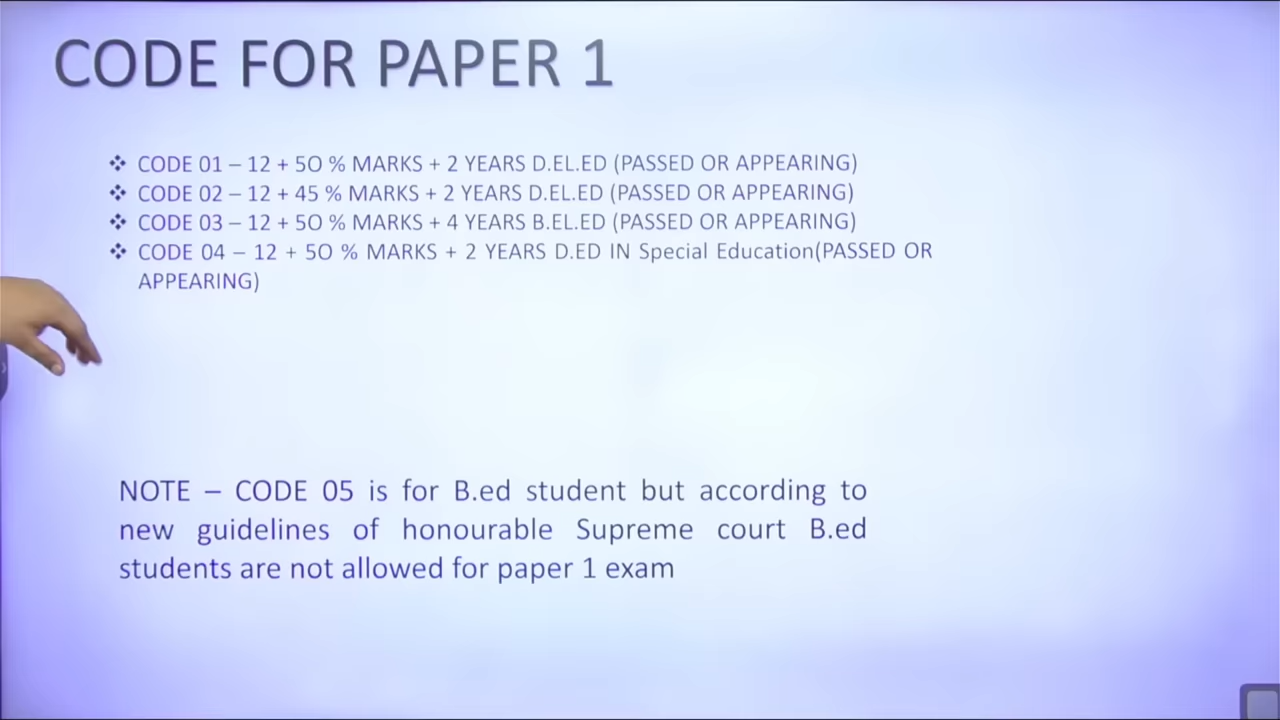 CODE FOR PAPER 1
❖ CODE 01 – 12 + 5O % MARKS + 2 YEARS D.EL.ED (PASSED OR APPEARING)
❖ CODE 02 – 12 + 45 % MARKS + 2 YEARS D.EL.ED (PASSED OR APPEARING)
❖ CODE 03 – 12 + 5O % MARKS + 4 YEARS B.EL.ED (PASSED OR APPEARING)
❖ CODE 04 – 12 + 5O % MARKS + 2 YEARS D.ED IN Special Education(PASSED OR
APPEARING)
NOTE – CODE 05 is for B.ed student but according to
new guidelines of honourable Supreme court B.ed
students are not allowed for paper 1 exam